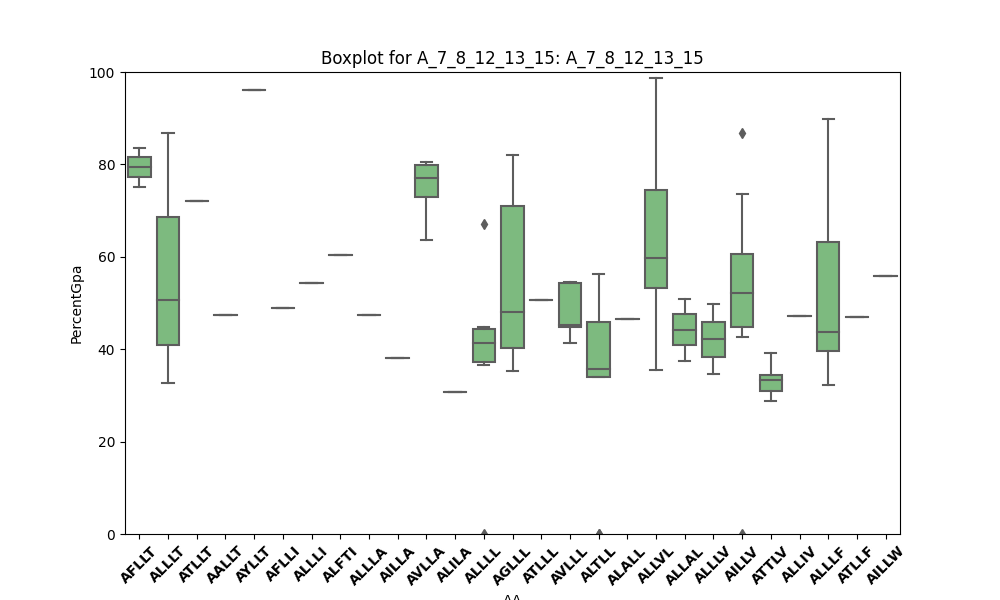 Boxplot for A_7_8_12_13_15: A_7_8_12_13_15
100
80
60
40
20
0
PercentGpa
AFLLT
ALLLT
ATLLT
AALLT
AYLLT
AFLLI
ALLLI
ALFTI
ALLLA
AILLA
AVLLA
ALILA
ALLLL
AGLLL
ATLLL
AVLLL
ALTLL
ALALL
ALLVL
ALLAL
ALLLV
AILLV
ATTLV
ALLIV
ALLLF
ATLLF
AILLW
AA